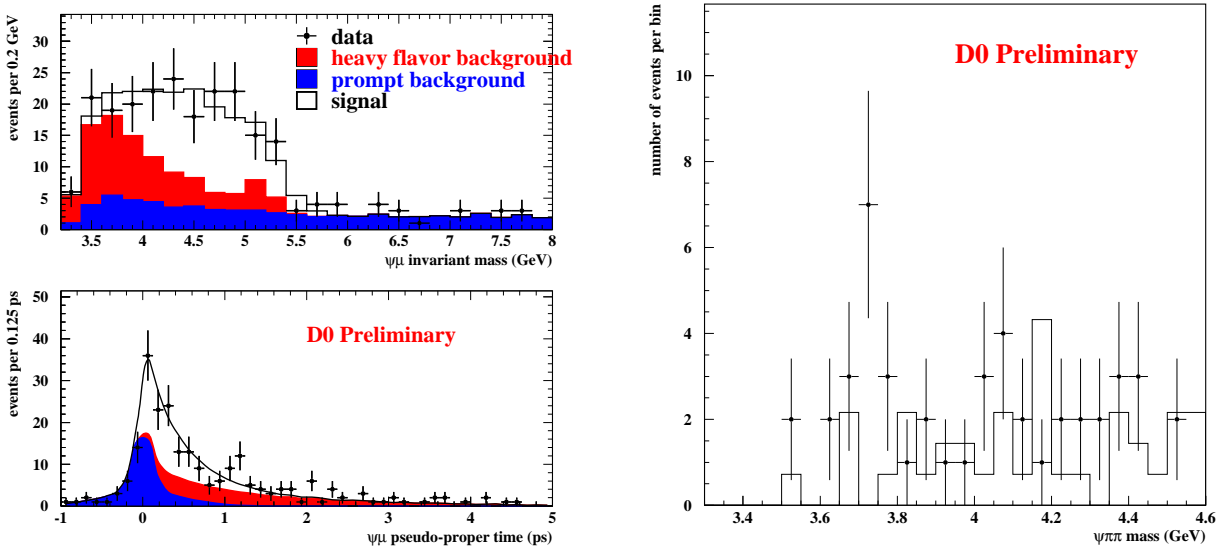 events per 0.2 GeV
30
25
20
15
10
5
0
data
heavy flavor background
prompt background
signal
3.5 4 4.5 5 5.5 6 6.5 7 7.5 8
ψμ invariant mass (GeV)
events per 0.125 ps
50
40
30
20
10
0
D0 Preliminary
-1 0 1 2 3 4 5
ψμ pseudo-proper time (ps)
number of events per bin
10
8
6
4
2
0
D0 Preliminary
3.4 3.6 3.8 4 4.2 4.4 4.6
ψππ mass (GeV)